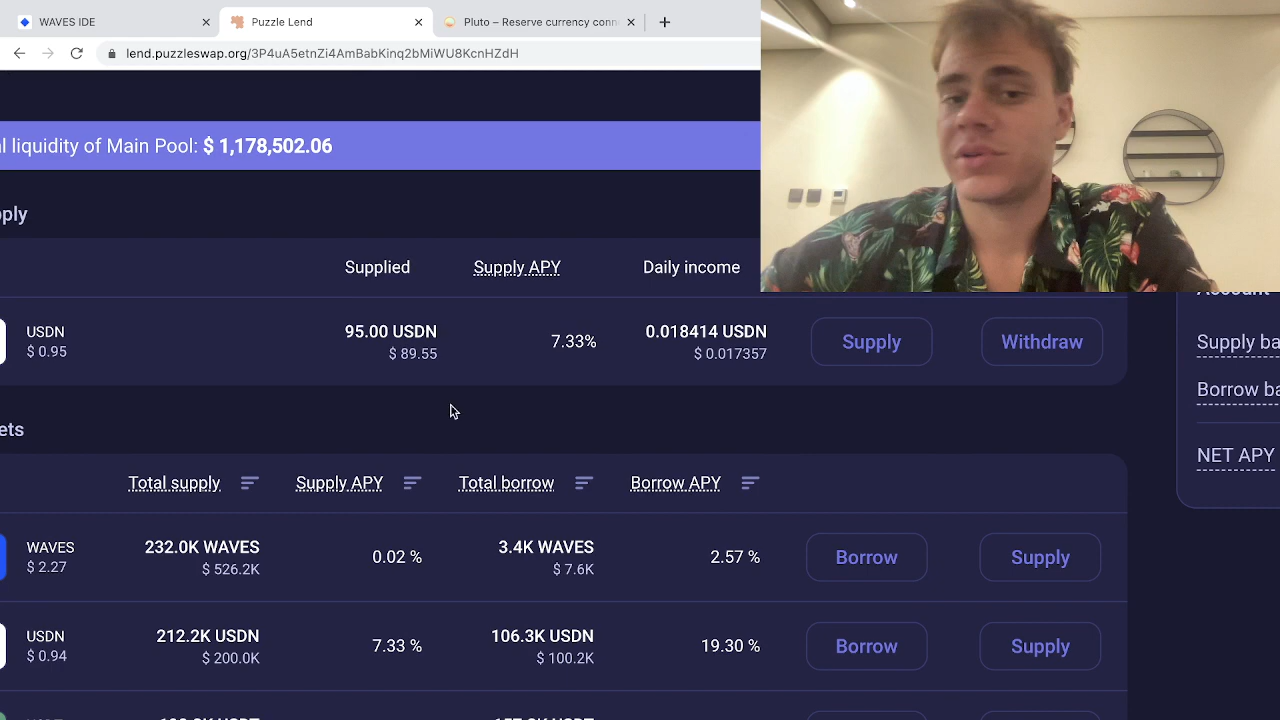 WAVES IDE
Puzzle Lend
Pluto – Reserve currency conn
lend.puzzleswap.org/3P4uA5etnZi4AmBabKinq2bMiWU8KcnHZdH
l liquidity of Main Pool: $ 1,178,502.06
pply
Supplied Supply APY Daily income
USDN 95.00 USDN 7.33% 0.018414 USDN Supply Withdraw
$ 0.95 $ 89.55 $ 0.017357
Supply ba
Borrow ba
NET APY
ets
Total supply Supply APY Total borrow Borrow APY
WAVES 232.0K WAVES 0.02 % 3.4K WAVES 2.57 % Borrow Supply
$ 2.27 $ 526.2K $ 7.6K
USDN 212.2K USDN 7.33 % 106.3K USDN 19.30 % Borrow Supply
$ 0.94 $ 200.0K $ 100.2K